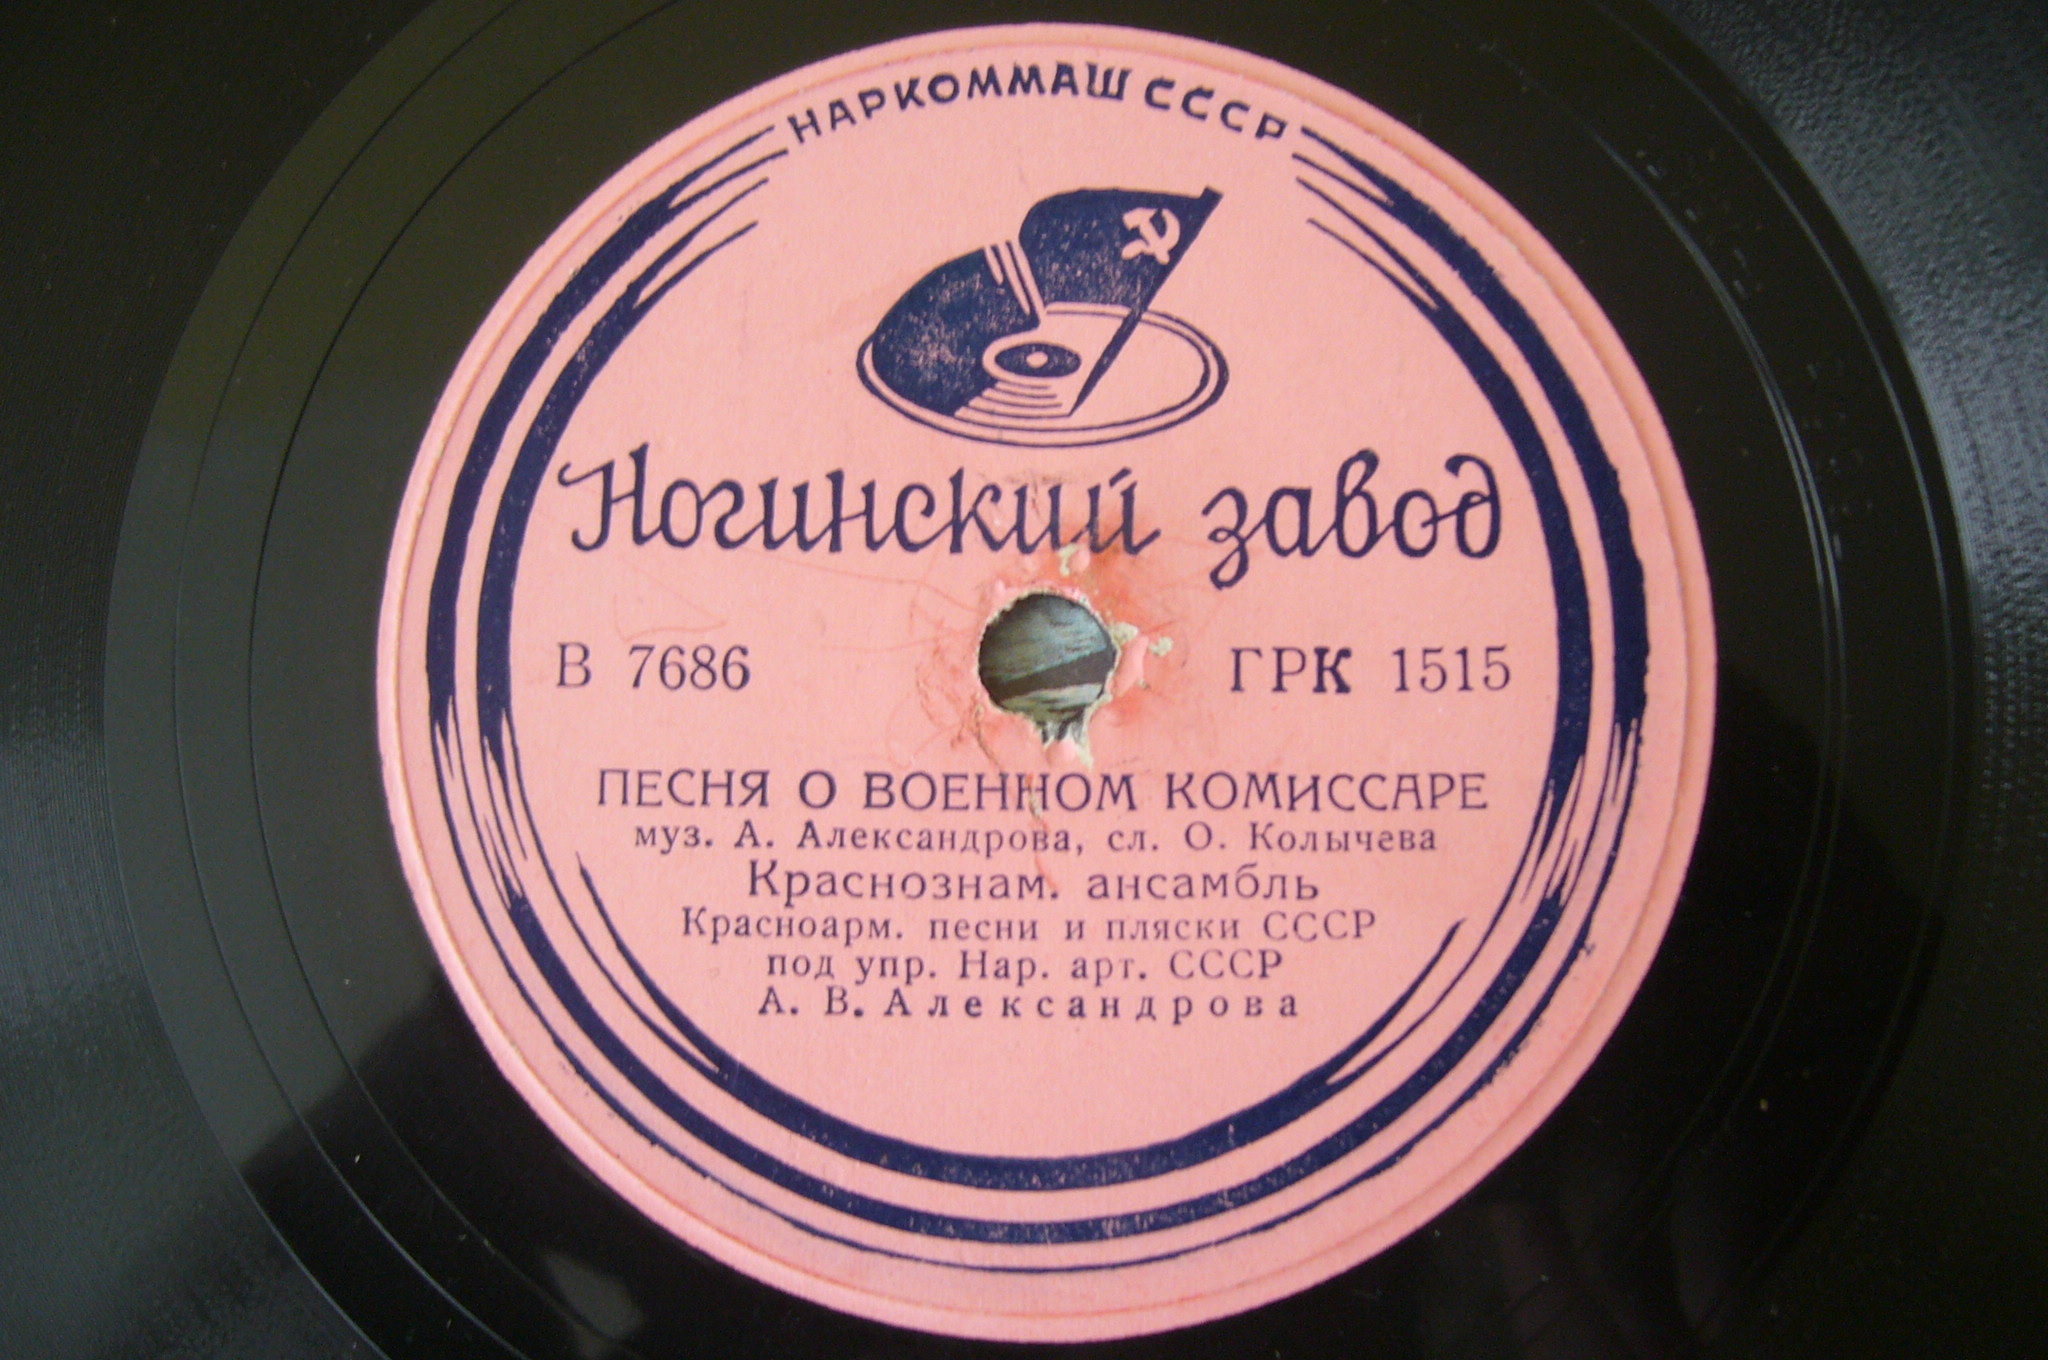 НАРКОММАШ СССР
Ногинский завод
В 7686 ГРК 1515
ПЕСНЯ О ВОЕННОМ КОМИССАРЕ
муз. А. Александрова, сл. О. Колычева
Краснознам. ансамбль
Красноарм. песни и пляски СССР
под упр. Нар. арт. СССР
А. В. Александрова